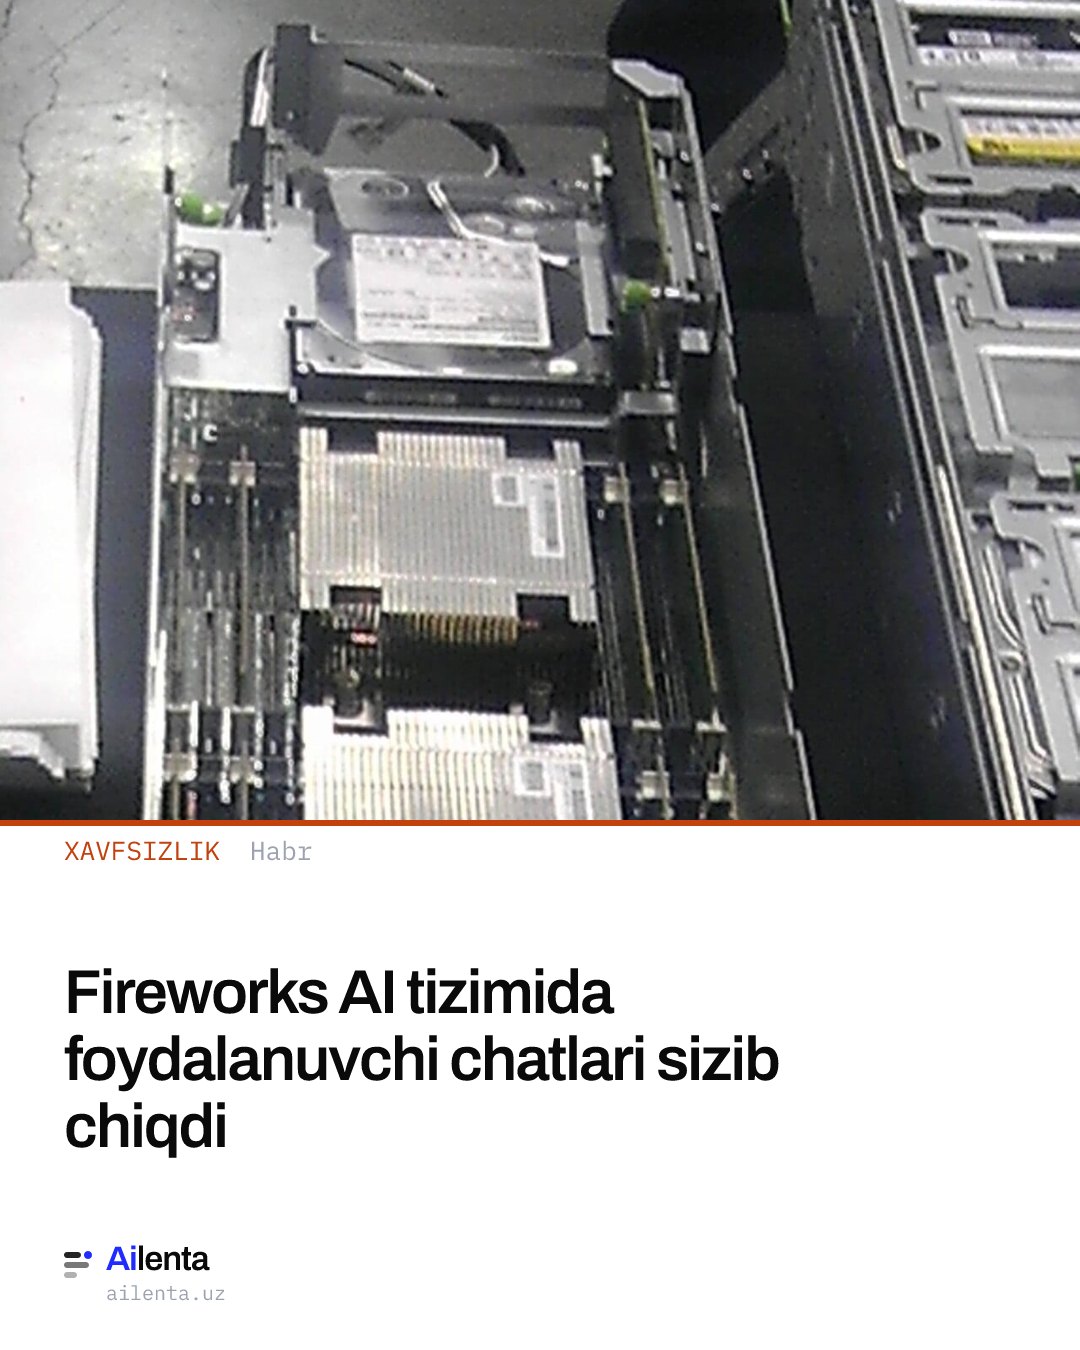 XAVFSIZLIK Habr
Fireworks AI tizimida
foydalanuvchi chatlari sizib
chiqdi
Ailenta
ailenta.uz